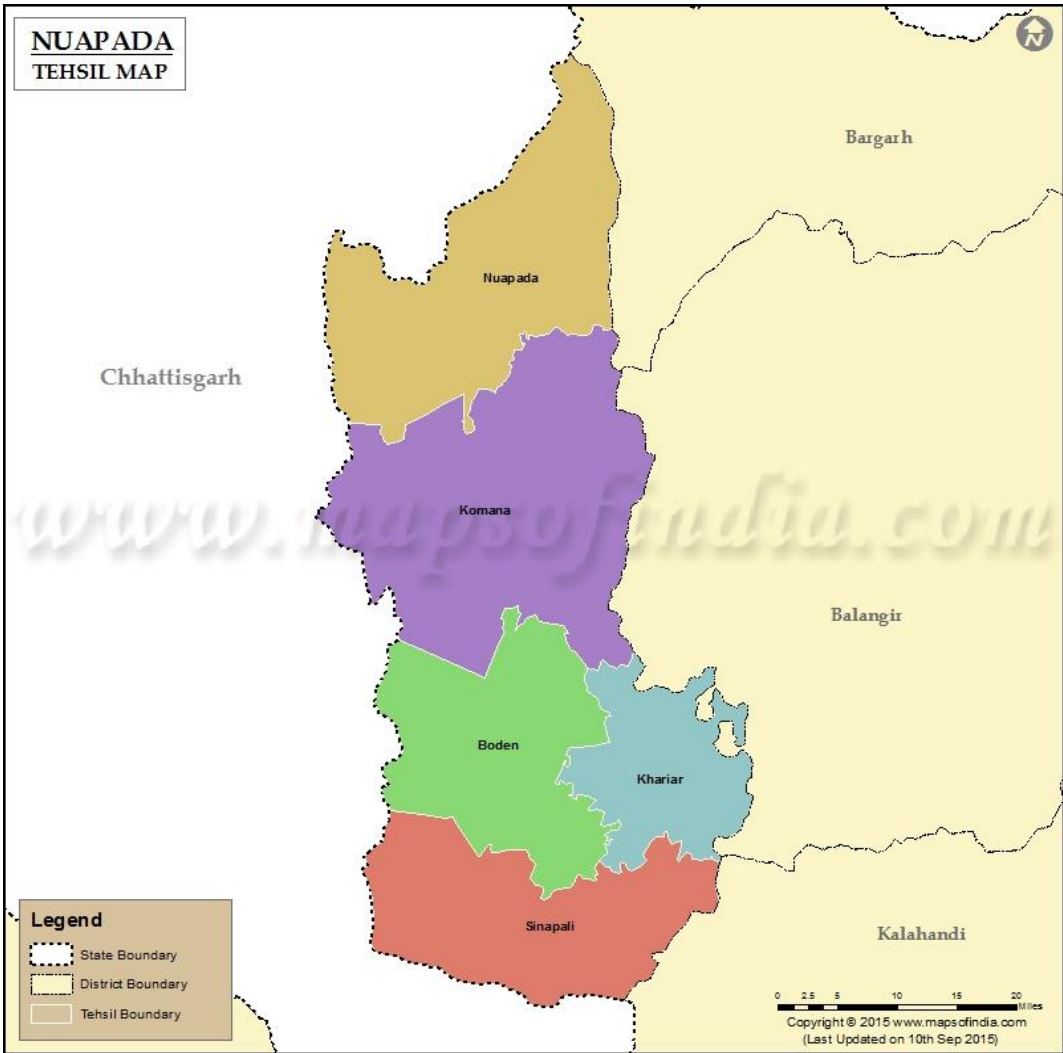 NUAPADA
TEHSIL MAP
N
Bargarh
Nuapada
Chhattisgarh
Komana
www.mapsofindia.com
Balangir
Boden
Khariar
Sinapali
Kalahandi
Legend
State Boundary
District Boundary
Tehsil Boundary
0 2.5 5 10 15 20
Miles
Copyright © 2015 www.mapsofindia.com
(Last Updated on 10th Sep 2015)